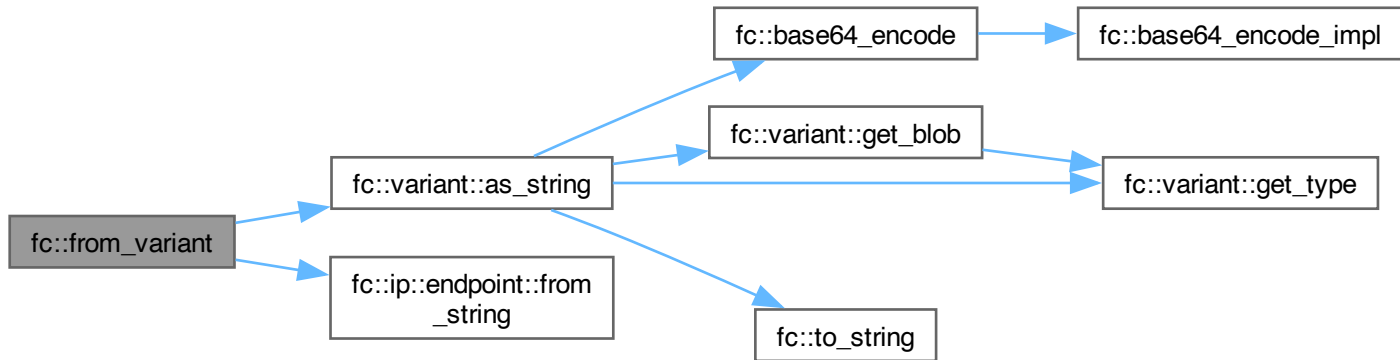 fc::base64_encode
fc::base64_encode_impl
fc::variant::get_blob
fc::variant::as_string
fc::variant::get_type
fc::from_variant
fc::ip::endpoint::from
_string
fc::to_string